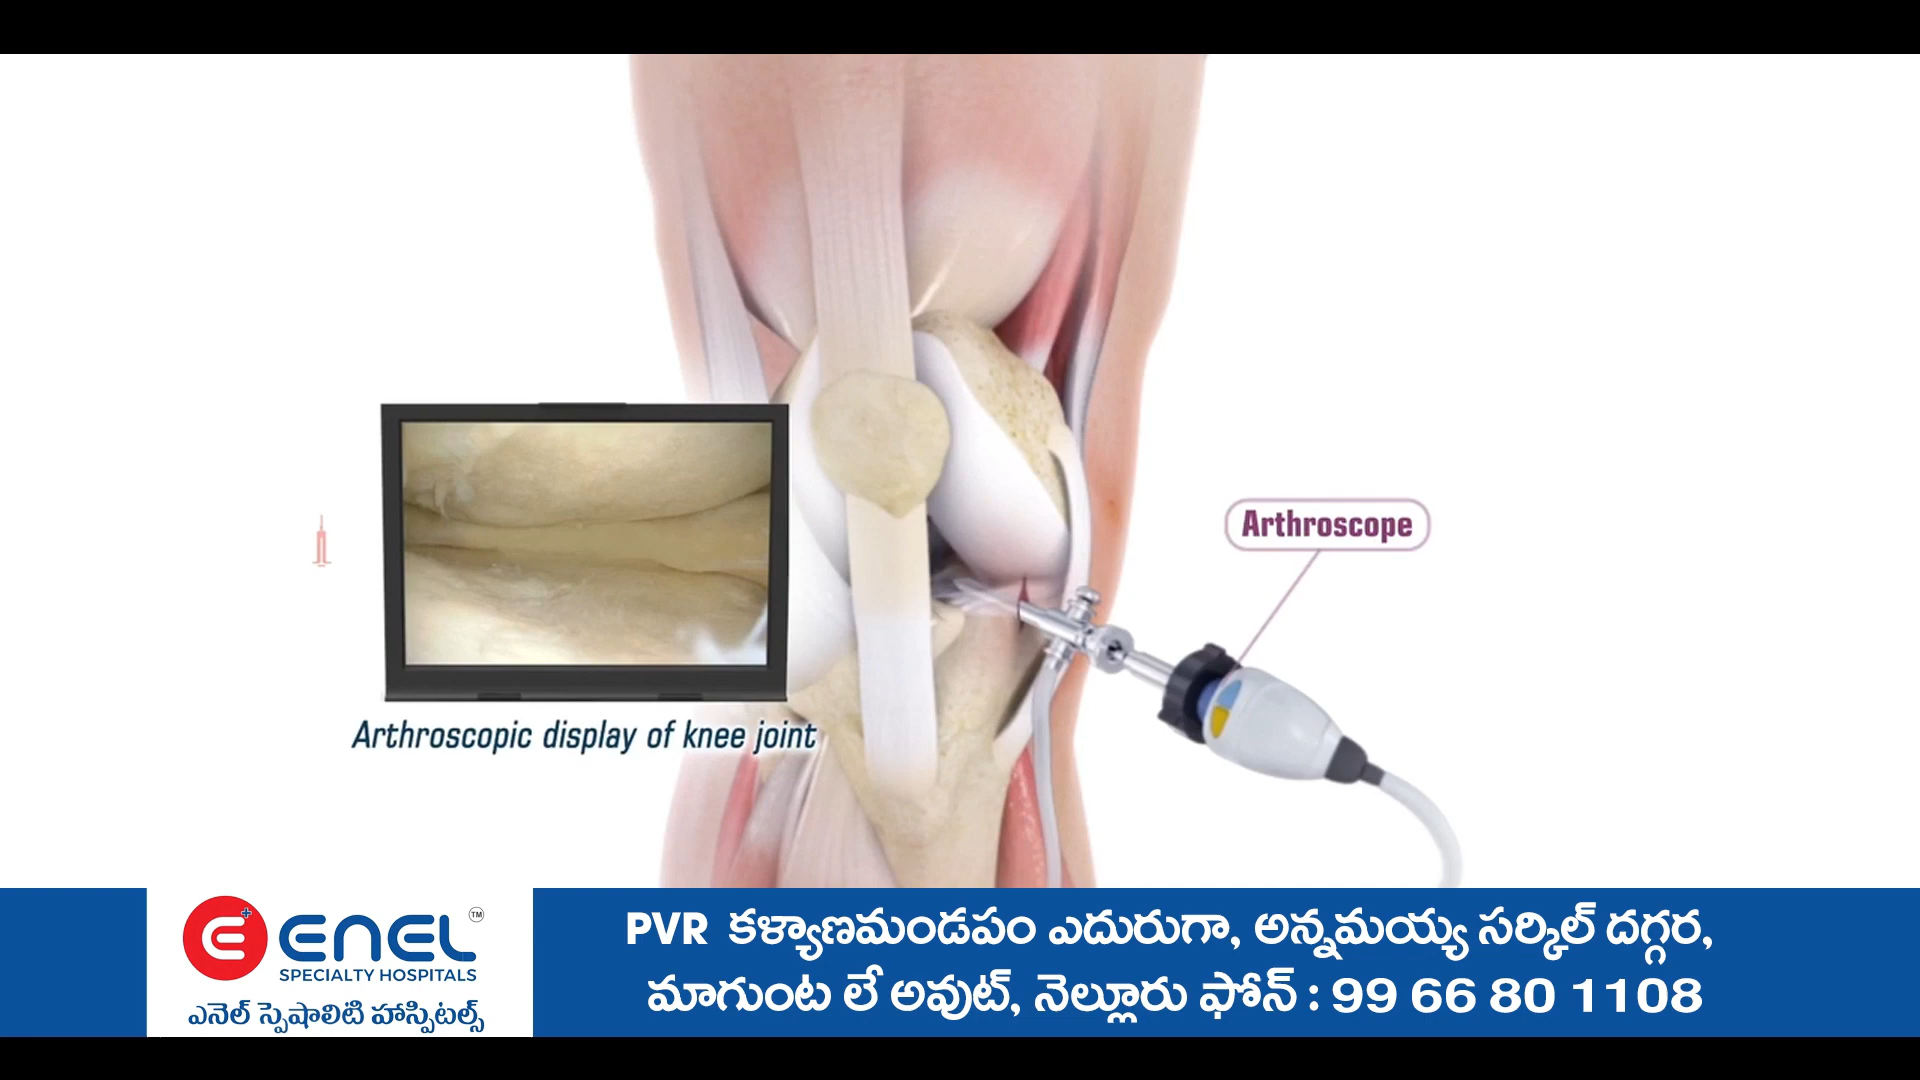 Arthroscope
Arthroscopic display of knee joint
ENEL TM
SPECIALTY HOSPITALS
ఎనెల్ స్పెషాలిటి హాస్పిటల్స్
PVR కళ్యాణమండపం ఎదురుగా, అన్నమయ్య సర్కిల్ దగ్గర,
మాగుంట లే అవుట్, నెల్లూరు ఫోన్ : 99 66 80 1108